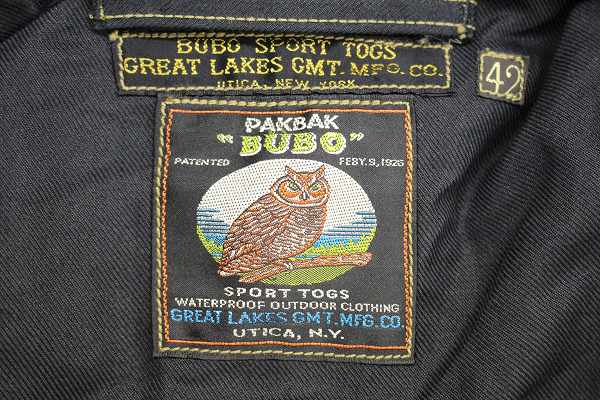 BUBO SPORT TOGS
GREAT LAKES GMT. MFG. CO.
UTICA, NEW YORK
42
PAKBAK
"BUBO"
PATENTED FEBY. 9, 1926
SPORT TOGS
WATERPROOF OUTDOOR CLOTHING
GREAT LAKES GMT. MFG. CO.
UTICA, N.Y.